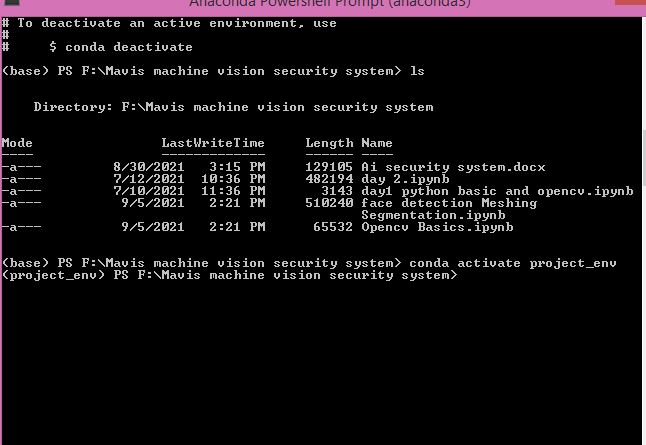 Anaconda Powershell Prompt (anaconda3)
# To deactivate an active environment, use
#
#     $ conda deactivate
(base) PS F:\Mavis machine vision security system> ls
Directory: F:\Mavis machine vision security system
Mode                LastWriteTime     Length Name
----                -------------     ------ ----
-a---         8/30/2021   3:15 PM     129105 Ai security system.docx
-a---         7/12/2021  10:36 PM     482194 day 2.ipynb
-a---         7/10/2021  11:36 PM       3143 day1 python basic and opencv.ipynb
-a---          9/5/2021   2:21 PM     510240 face detection Meshing
Segmentation.ipynb
-a---          9/5/2021   2:21 PM      65532 Opencv Basics.ipynb
(base) PS F:\Mavis machine vision security system> conda activate project_env
(project_env) PS F:\Mavis machine vision security system>